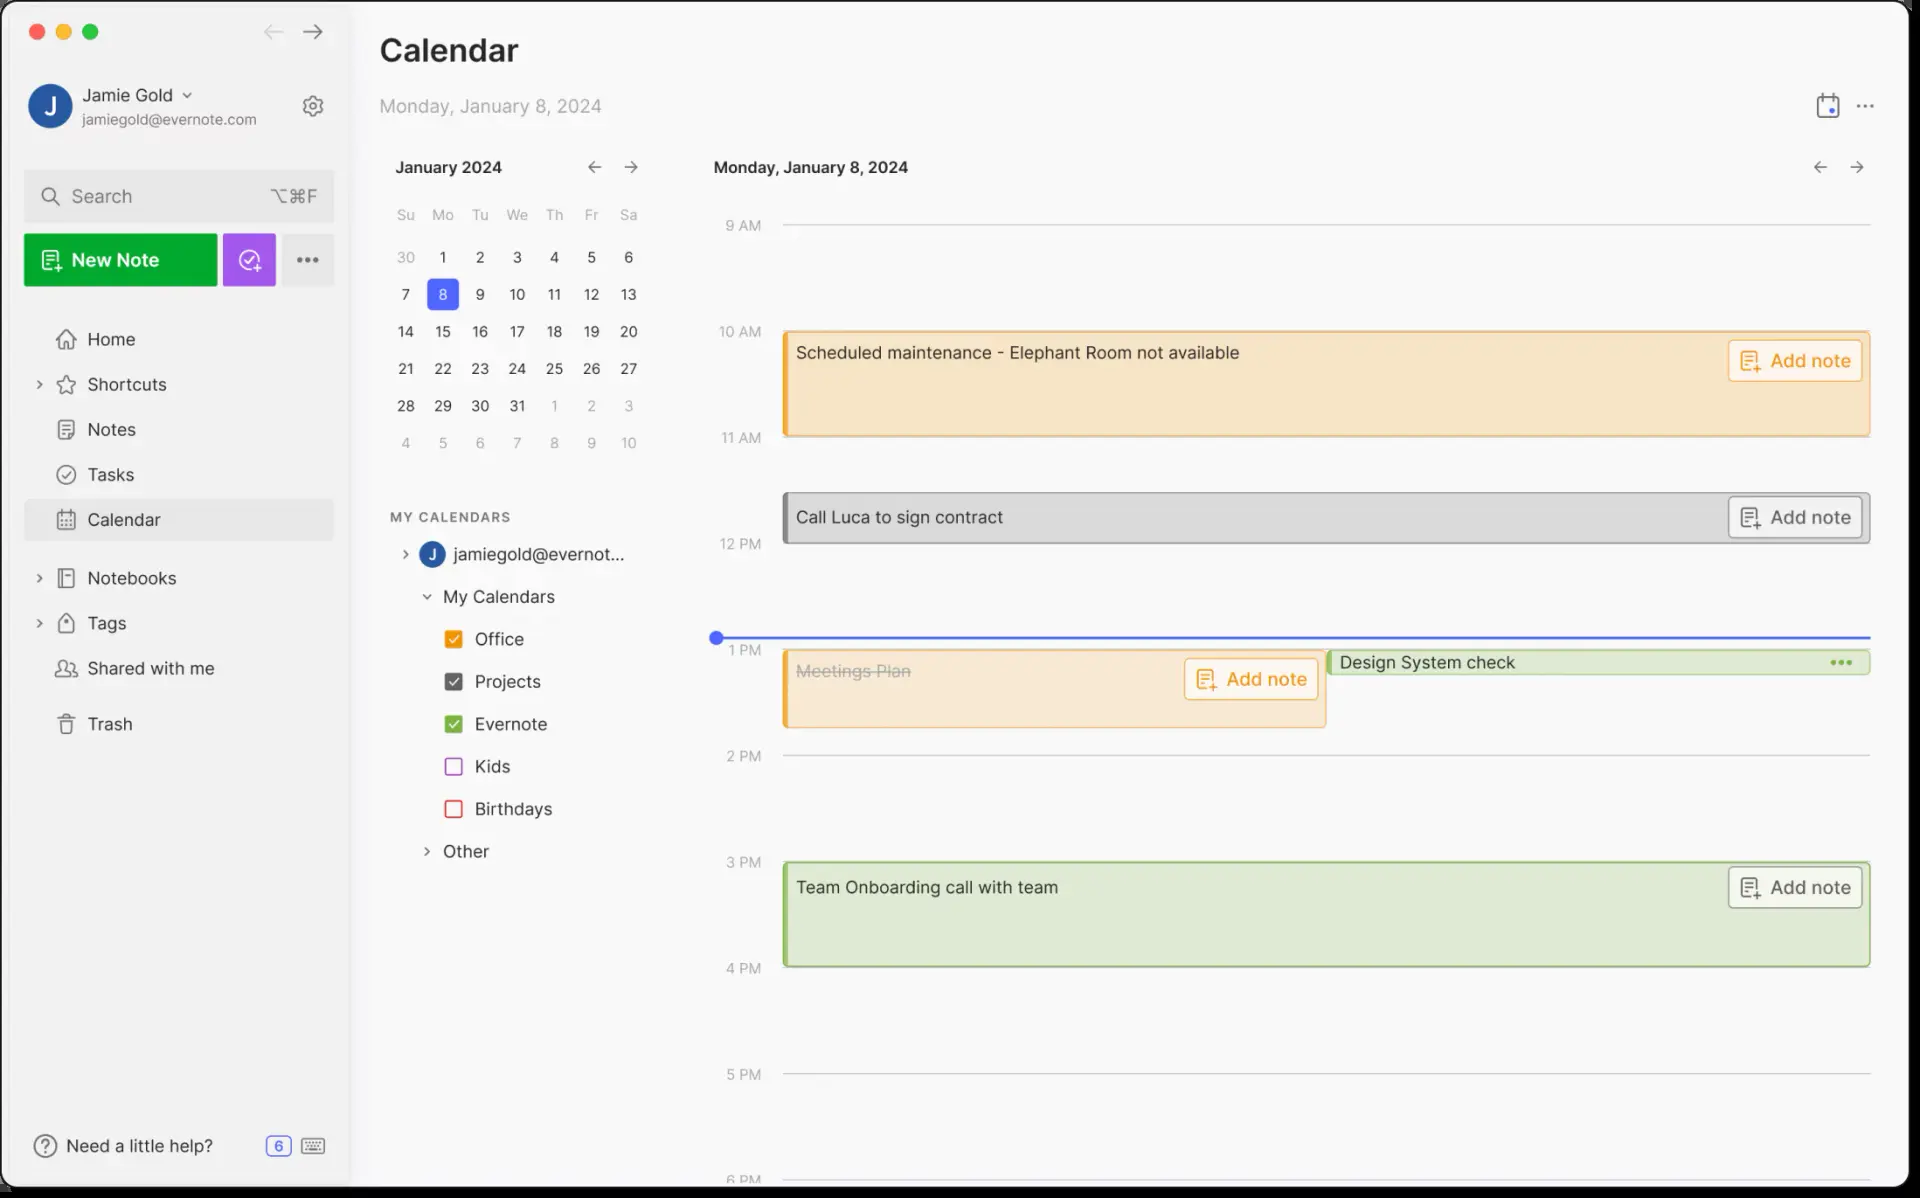 Calendar
Jamie Gold
jamiegold@evernote.com
J
Monday, January 8, 2024
Search ⌥⌘F
New Note
Home
Shortcuts
Notes
Tasks
Calendar
Notebooks
Tags
Shared with me
Trash
Need a little help? 6
January 2024
Su Mo Tu We Th Fr Sa
30 1 2 3 4 5 6
7 8 9 10 11 12 13
14 15 16 17 18 19 20
21 22 23 24 25 26 27
28 29 30 31 1 2 3
4 5 6 7 8 9 10
MY CALENDARS
J jamiegold@evernot...
My Calendars
Office
Projects
Evernote
Kids
Birthdays
Other
Monday, January 8, 2024
9 AM
10 AM
Scheduled maintenance - Elephant Room not available Add note
11 AM
Call Luca to sign contract Add note
12 PM
1 PM
Meetings Plan Add note
Design System check
2 PM
3 PM
Team Onboarding call with team Add note
4 PM
5 PM
6 PM